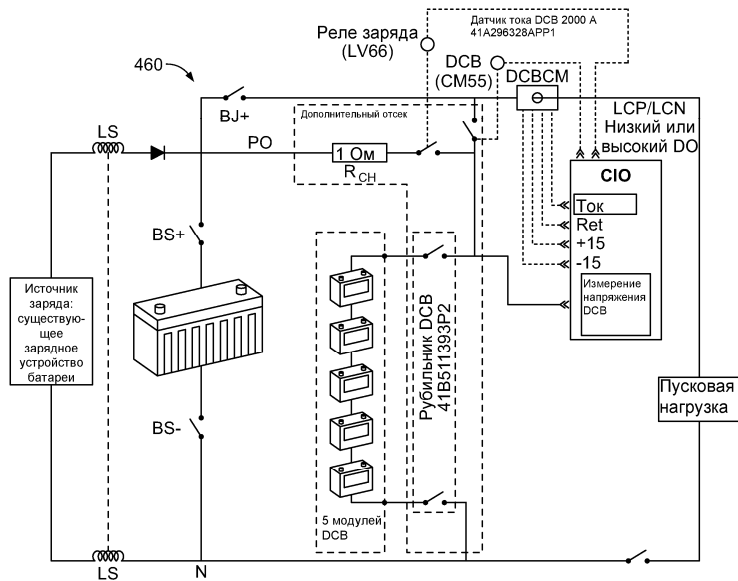 Датчик тока DCB 2000 А
41A296328APP1
Реле заряда
(LV66)
DCB
(CM55)
DCBCM
460
BJ+
Дополнительный отсек
LCP/LCN
Низкий или
высокий DO
LS
PO
1 Ом
R CH
CIO
Ток
Ret
+15
-15
Измерение
напряжения
DCB
BS+
Источник
заряда:
существую-
щее
зарядное
устройство
батареи
Рубильник DCB
41B511393P2
Пусковая
нагрузка
BS-
5 модулей
DCB
LS
N